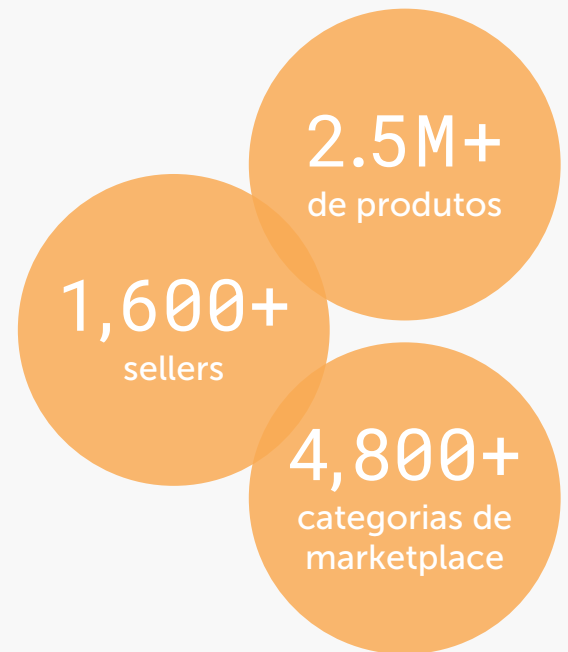 2.5M+
de produtos
1,600+
sellers
4,800+
categorias de
marketplace